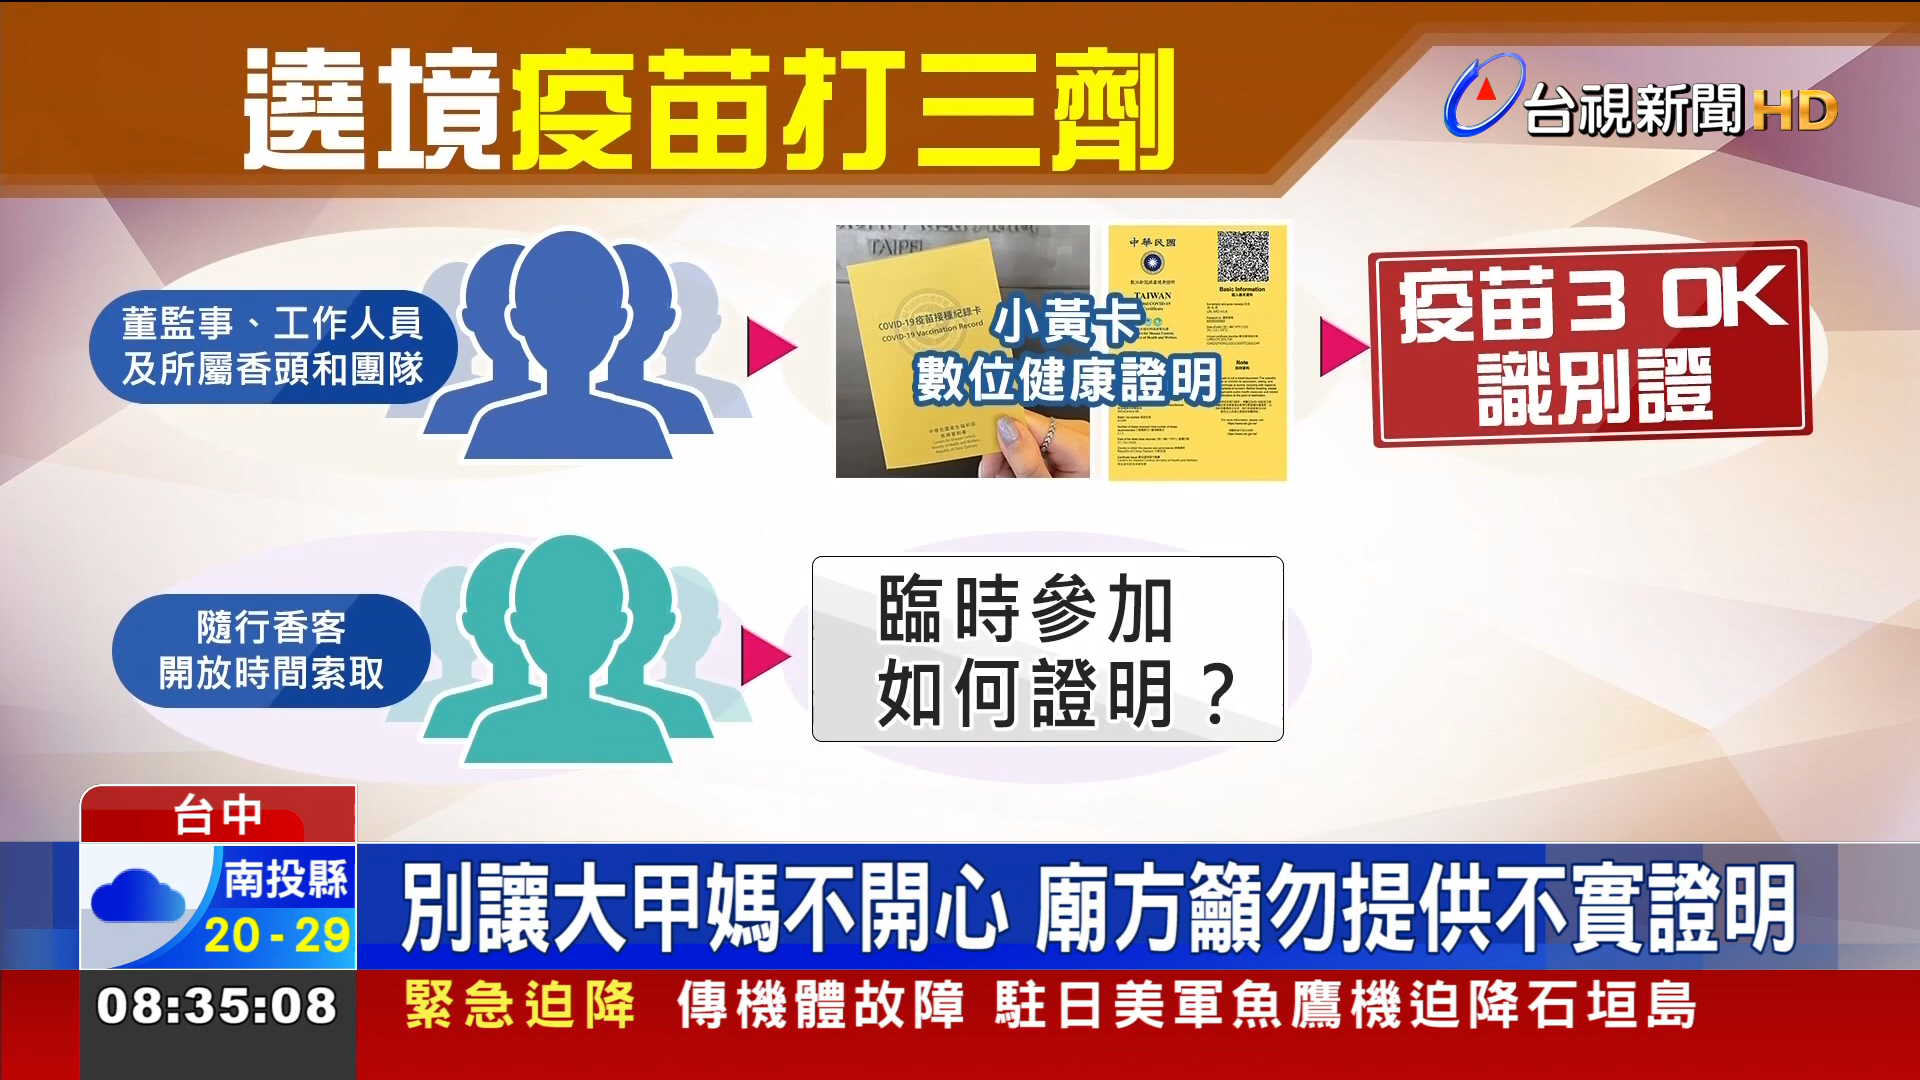 遶境疫苗打三劑
台視新聞HD
董監事、工作人員
及所屬香頭和團隊
TAIPEI
COVID-19疫苗接種紀錄卡
COVID-19 Vaccination Record
中華民國
TAIWAN
Basic Information
Note
小黃卡
數位健康證明
疫苗3 OK
識別證
隨行香客
開放時間索取
臨時參加
如何證明？
台中
南投縣
20-29
別讓大甲媽不開心 廟方籲勿提供不實證明
08:35:08
緊急迫降 傳機體故障 駐日美軍魚鷹機迫降石垣島